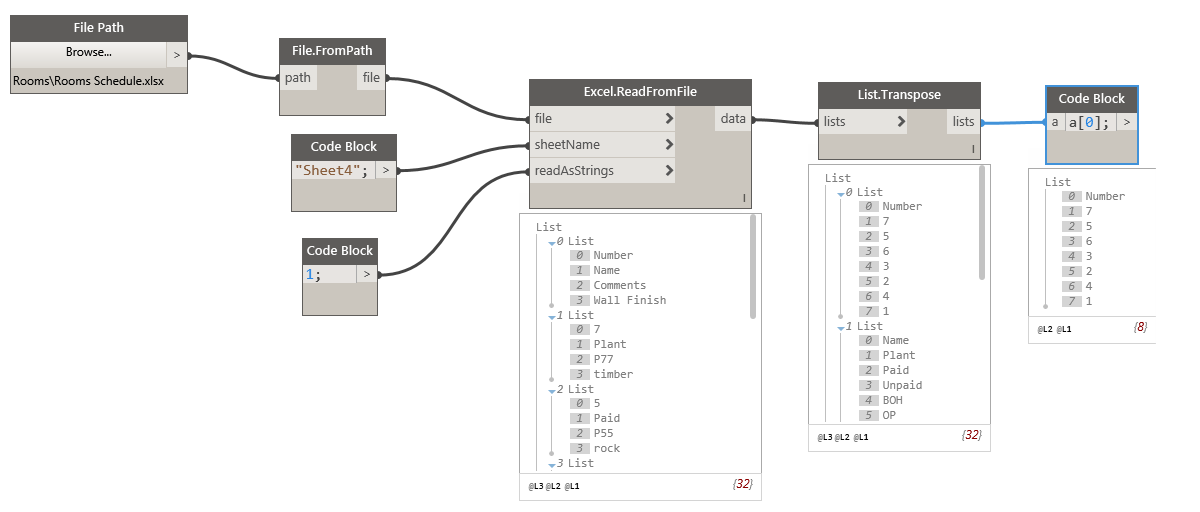 File Path
Browse... >
Rooms\Rooms Schedule.xlsx
File.FromPath
path file
Code Block
"Sheet4"; >
Code Block
1; >
Excel.ReadFromFile
file > data
sheetName >
readAsStrings >
l
List
0 List
0 Number
1 Name
2 Comments
3 Wall Finish
1 List
0 7
1 Plant
2 P77
3 timber
2 List
0 5
1 Paid
2 P55
3 rock
3 List
@L3 @L2 @L1 {32}
List.Transpose
lists > lists
l
List
0 List
0 Number
1 7
2 5
3 6
4 3
5 2
6 4
7 1
1 List
0 Name
1 Plant
2 Paid
3 Unpaid
4 BOH
5 OP
@L3 @L2 @L1 {32}
Code Block
a a[0]; >
List
0 Number
1 7
2 5
3 6
4 3
5 2
6 4
7 1
@L2 @L1 {8}